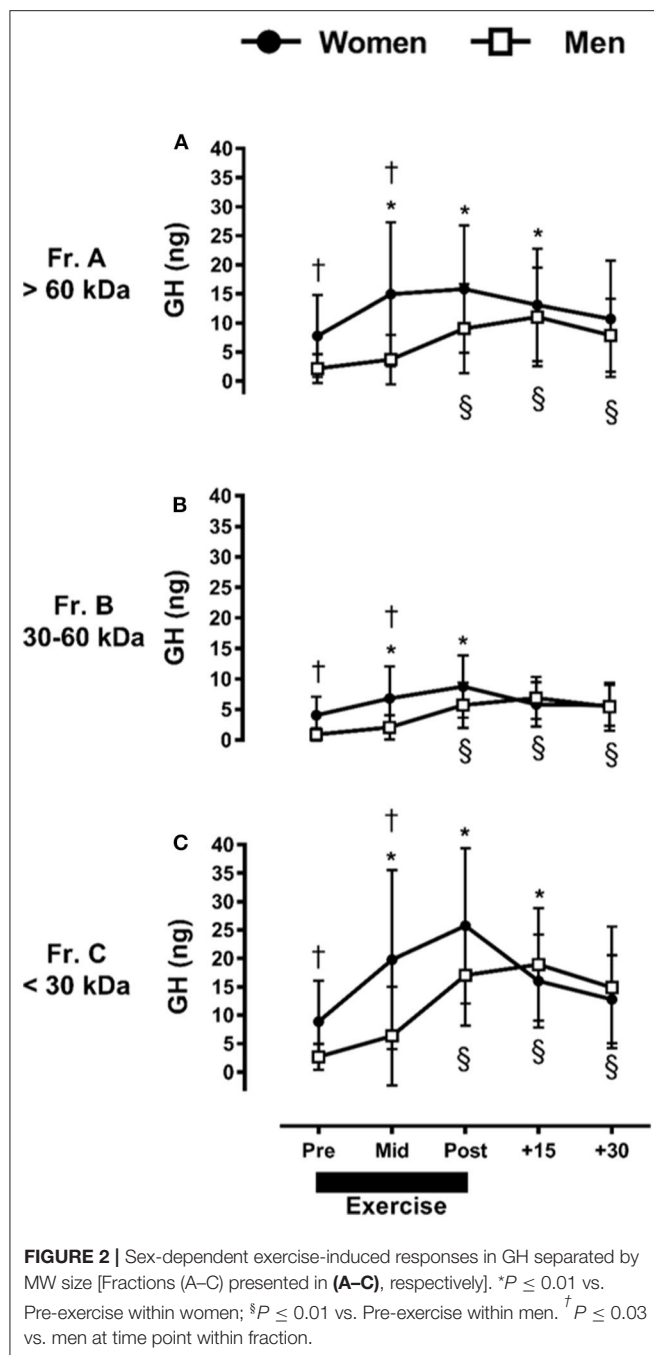 Women Men
A
Fr. A
> 60 kDa
GH (ng)
40
35
30
25
20
15
10
5
0
†
†
*
*
*
§
§
§
B
Fr. B
30-60 kDa
GH (ng)
40
35
30
25
20
15
10
5
0
†
†
*
*
§
§
§
C
Fr. C
< 30 kDa
GH (ng)
40
35
30
25
20
15
10
5
0
†
†
*
*
*
§
§
§
Pre Mid Post +15 +30
Exercise
FIGURE 2 | Sex-dependent exercise-induced responses in GH separated by
MW size [Fractions (A–C) presented in (A–C), respectively]. *P ≤ 0.01 vs.
Pre-exercise within women; §P ≤ 0.01 vs. Pre-exercise within men. †P ≤ 0.03
vs. men at time point within fraction.